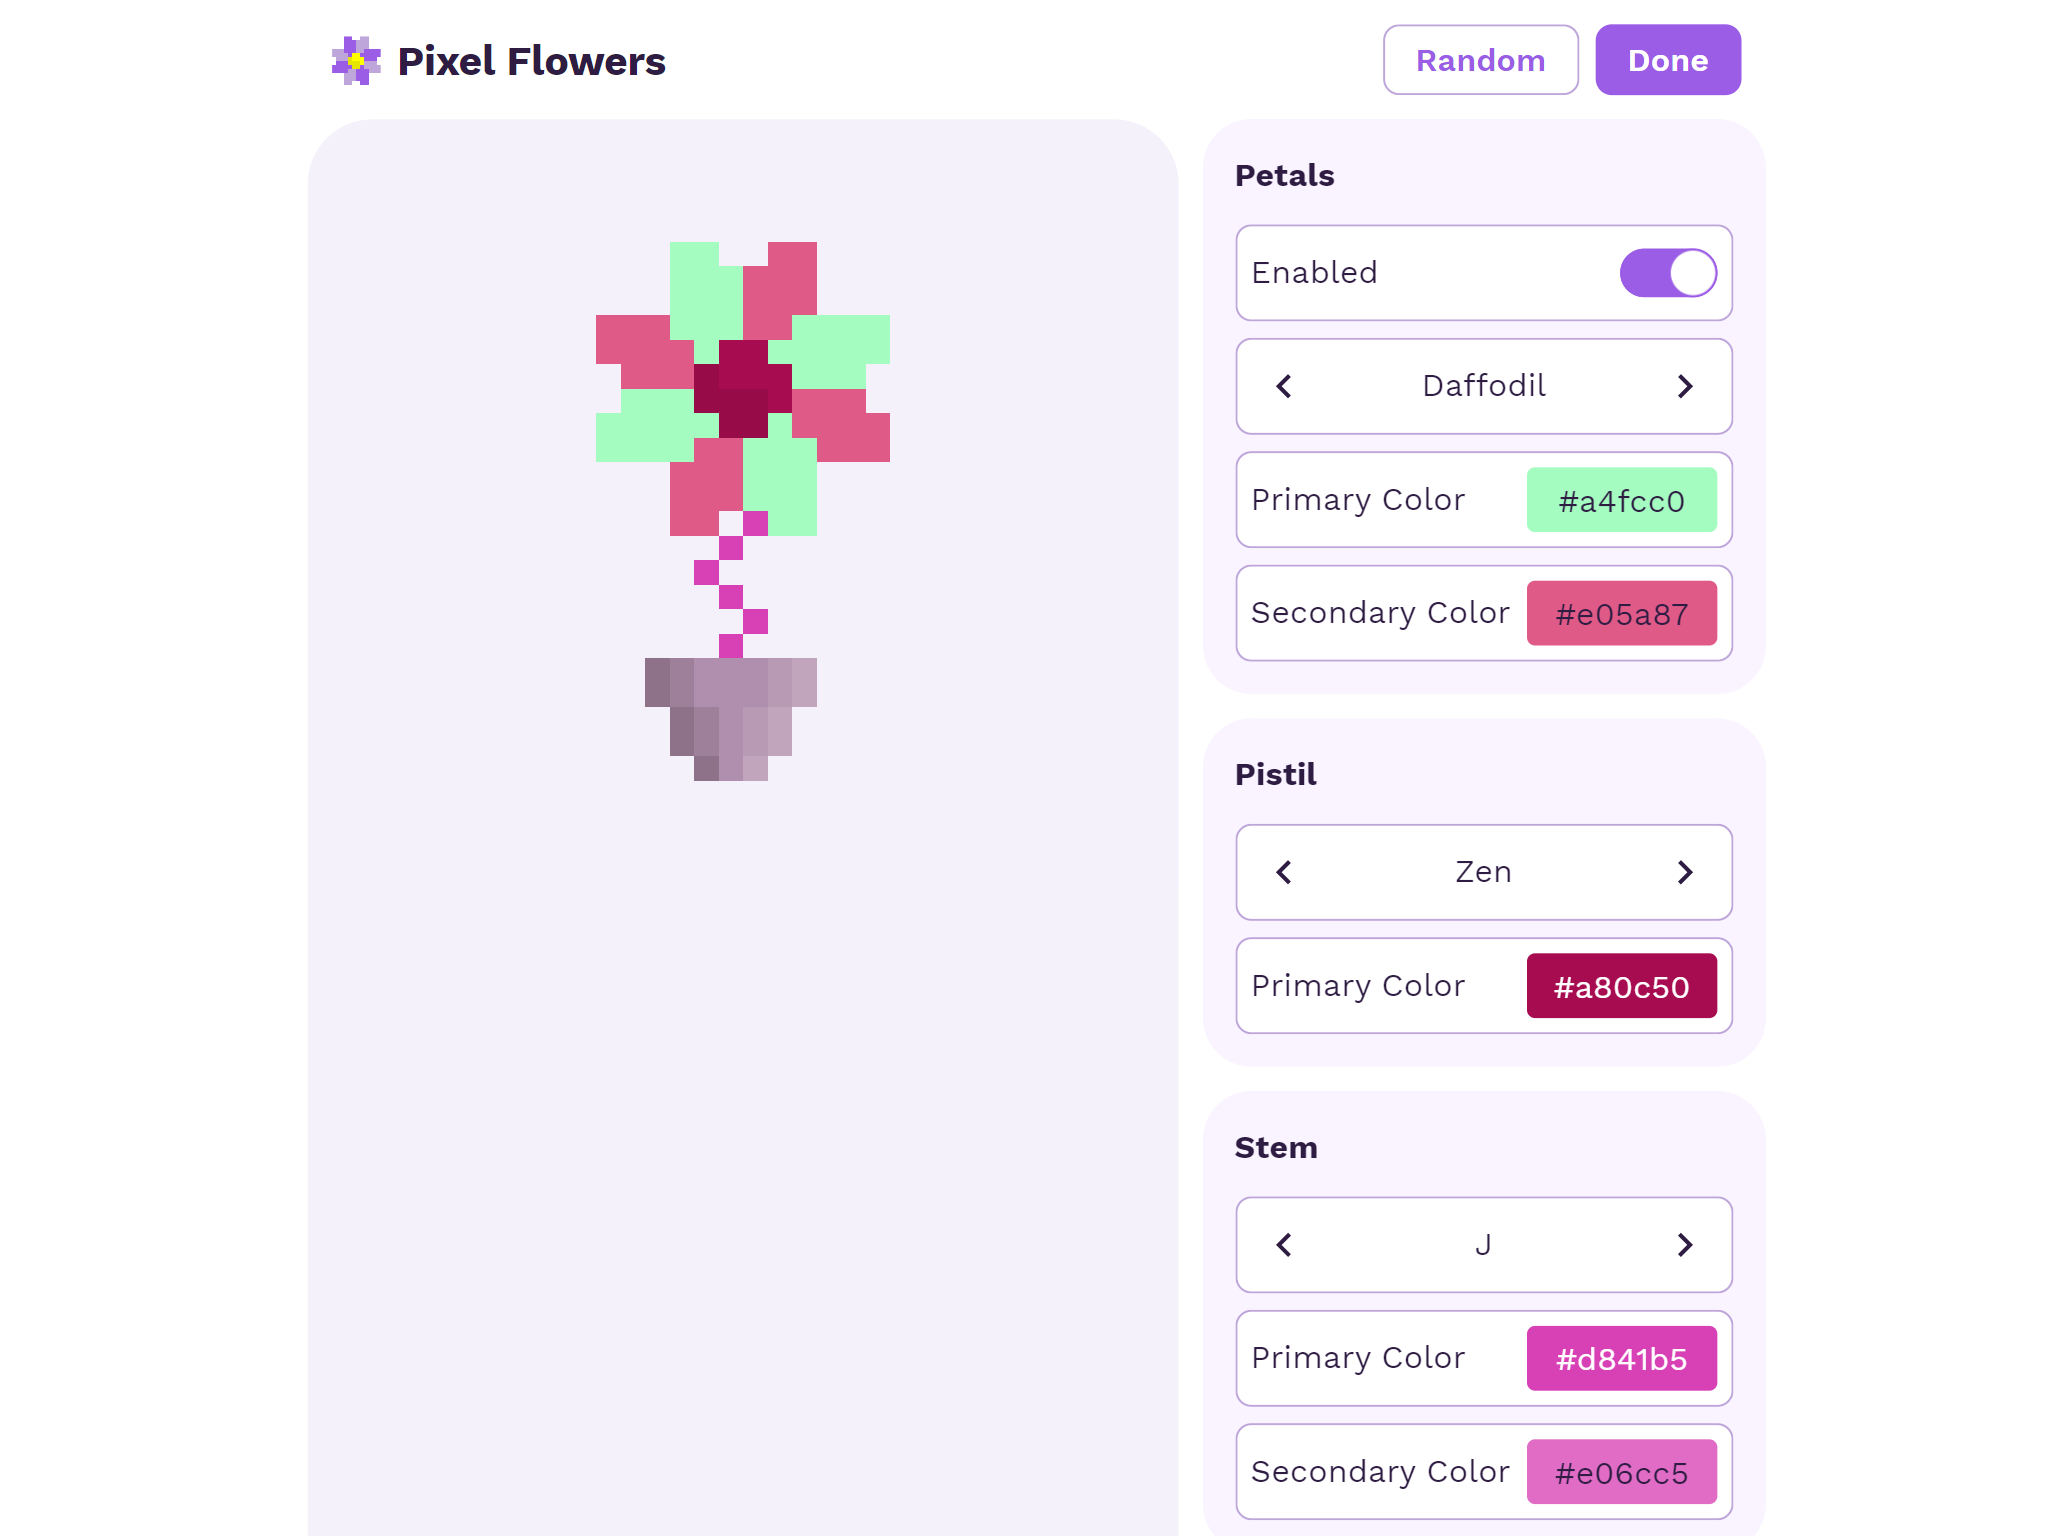 Pixel Flowers
Random
Done
Petals
Enabled
Daffodil
Primary Color
#a4fcc0
Secondary Color
#e05a87
Pistil
Zen
Primary Color
#a80c50
Stem
J
Primary Color
#d841b5
Secondary Color
#e06cc5